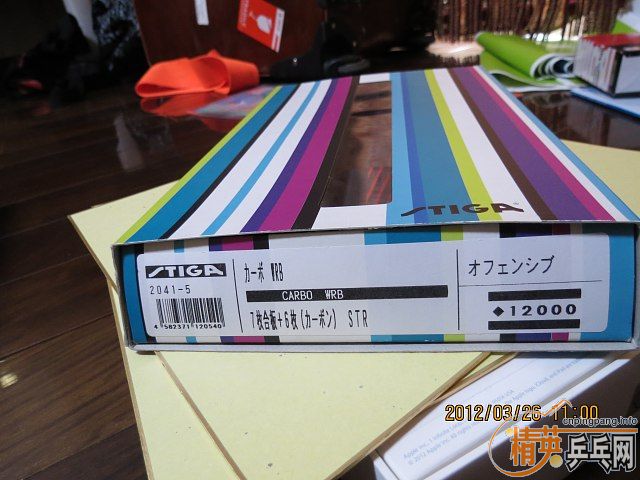 STIGA
STIGA
2041-5
4 582371 120540
カーボ WRB
CARBO WRB
7枚合板+6枚(カーボン) STR
オフェンシブ
◆12000
2012/03/26 11:00
cnpingpang.info
精英乒乓网